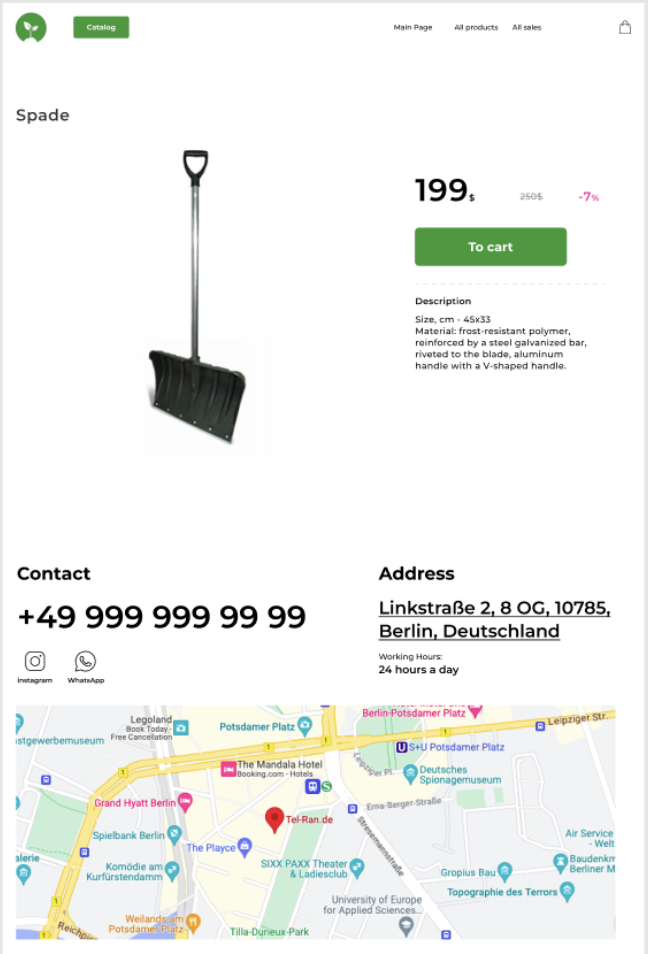 Catalog
Main Page
All products
All sales
Spade
199$
250$
-7%
To cart
Description
Size, cm - 45x33
Material: frost-resistant polymer,
reinforced by a steel galvanized bar,
riveted to the blade, aluminum
handle with a V-shaped handle.
Contact
+49 999 999 99 99
instagram
WhatsApp
Address
Linkstraße 2, 8 OG, 10785,
Berlin, Deutschland
Working Hours:
24 hours a day
Legoland
Book Today -
Free Cancellation
Potsdamer Platz
Berlin-Potsdamer Platz
Leipziger Str.
stgewerbemuseum
S+U Potsdamer Platz
U
1
1
1
1
1
The Mandala Hotel
Booking.com - Hotels
S
Leipziger Pl.
Deutsches
Spionagemuseum
Grand Hyatt Berlin
Erna-Berger-Straße
Tel-Ran.de
Stresemannstraße
Spielbank Berlin
The Playce
Air Service
- Welt
alerie
Komödie am
Kurfürstendamm
SIXX PAXX Theater
& Ladiesclub
Gropius Bau
Baudenkm
Berliner M
Topographie des Terrors
University of Europe
for Applied Sciences...
Weilands am
Potsdamer Platz
Tilla-Durieux-Park
Reichpi